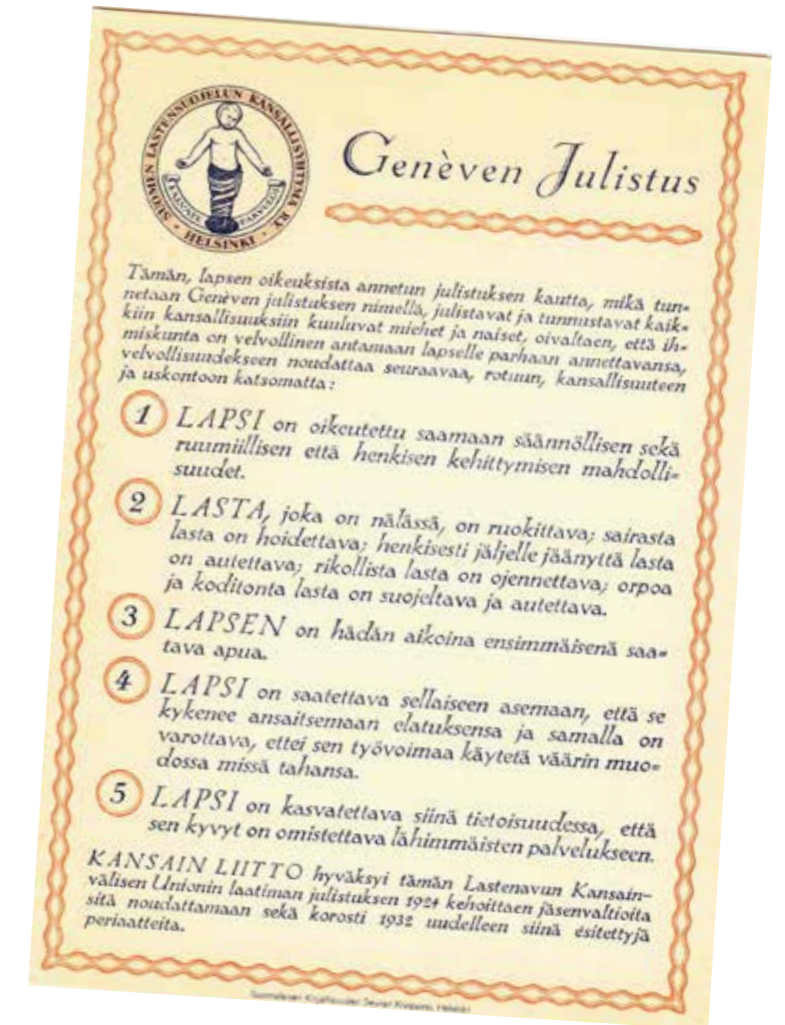 SUOMEN LASTENSUOJELUN KANSALLISYHTYMÄ R.Y.
HELSINKI
SALVATE PARVULOS
Genèven Julistus
Tämän, lapsen oikeuksista annetun julistuksen kautta, mikä tun-
netaan Genèven julistuksen nimellä, julistavat ja tunnustavat kaik-
kiin kansallisuuksiin kuuluvat miehet ja naiset, oivaltaen, että ih-
miskunta on velvollinen antamaan lapselle parhaan annettavansa,
velvollisuudekseen noudattaa seuraavaa, rotuun, kansallisuuteen
ja uskontoon katsomatta:
1 LAPSI on oikeutettu saamaan säännöllisen sekä
ruumiillisen että henkisen kehittymisen mahdolli-
suudet.
2 LASTA, joka on nälässä, on ruokittava; sairasta
lasta on hoidettava; henkisesti jäljelle jäänyttä lasta
on autettava; rikollista lasta on ojennettava; orpoa
ja koditonta lasta on suojeltava ja autettava.
3 LAPSEN on hädän aikoina ensimmäisenä saa-
tava apua.
4 LAPSI on saatettava sellaiseen asemaan, että se
kykenee ansaitsemaan elatuksensa ja samalla on
varottava, ettei sen työvoimaa käytetä väärin muo-
dossa missä tahansa.
5 LAPSI on kasvatettava siinä tietoisuudessa, että
sen kyvyt on omistettava lähimmäisten palvelukseen.
KANSAIN LIITTO hyväksyi tämän Lastenavun Kansain-
välisen Unionin laatiman julistuksen 1924 kehoittaen jäsenvaltioita
sitä noudattamaan sekä korosti 1932 uudelleen siinä esitettyjä
periaatteita.
Suomalaisen Kirjallisuuden Seuran Kirjapaino, Helsinki